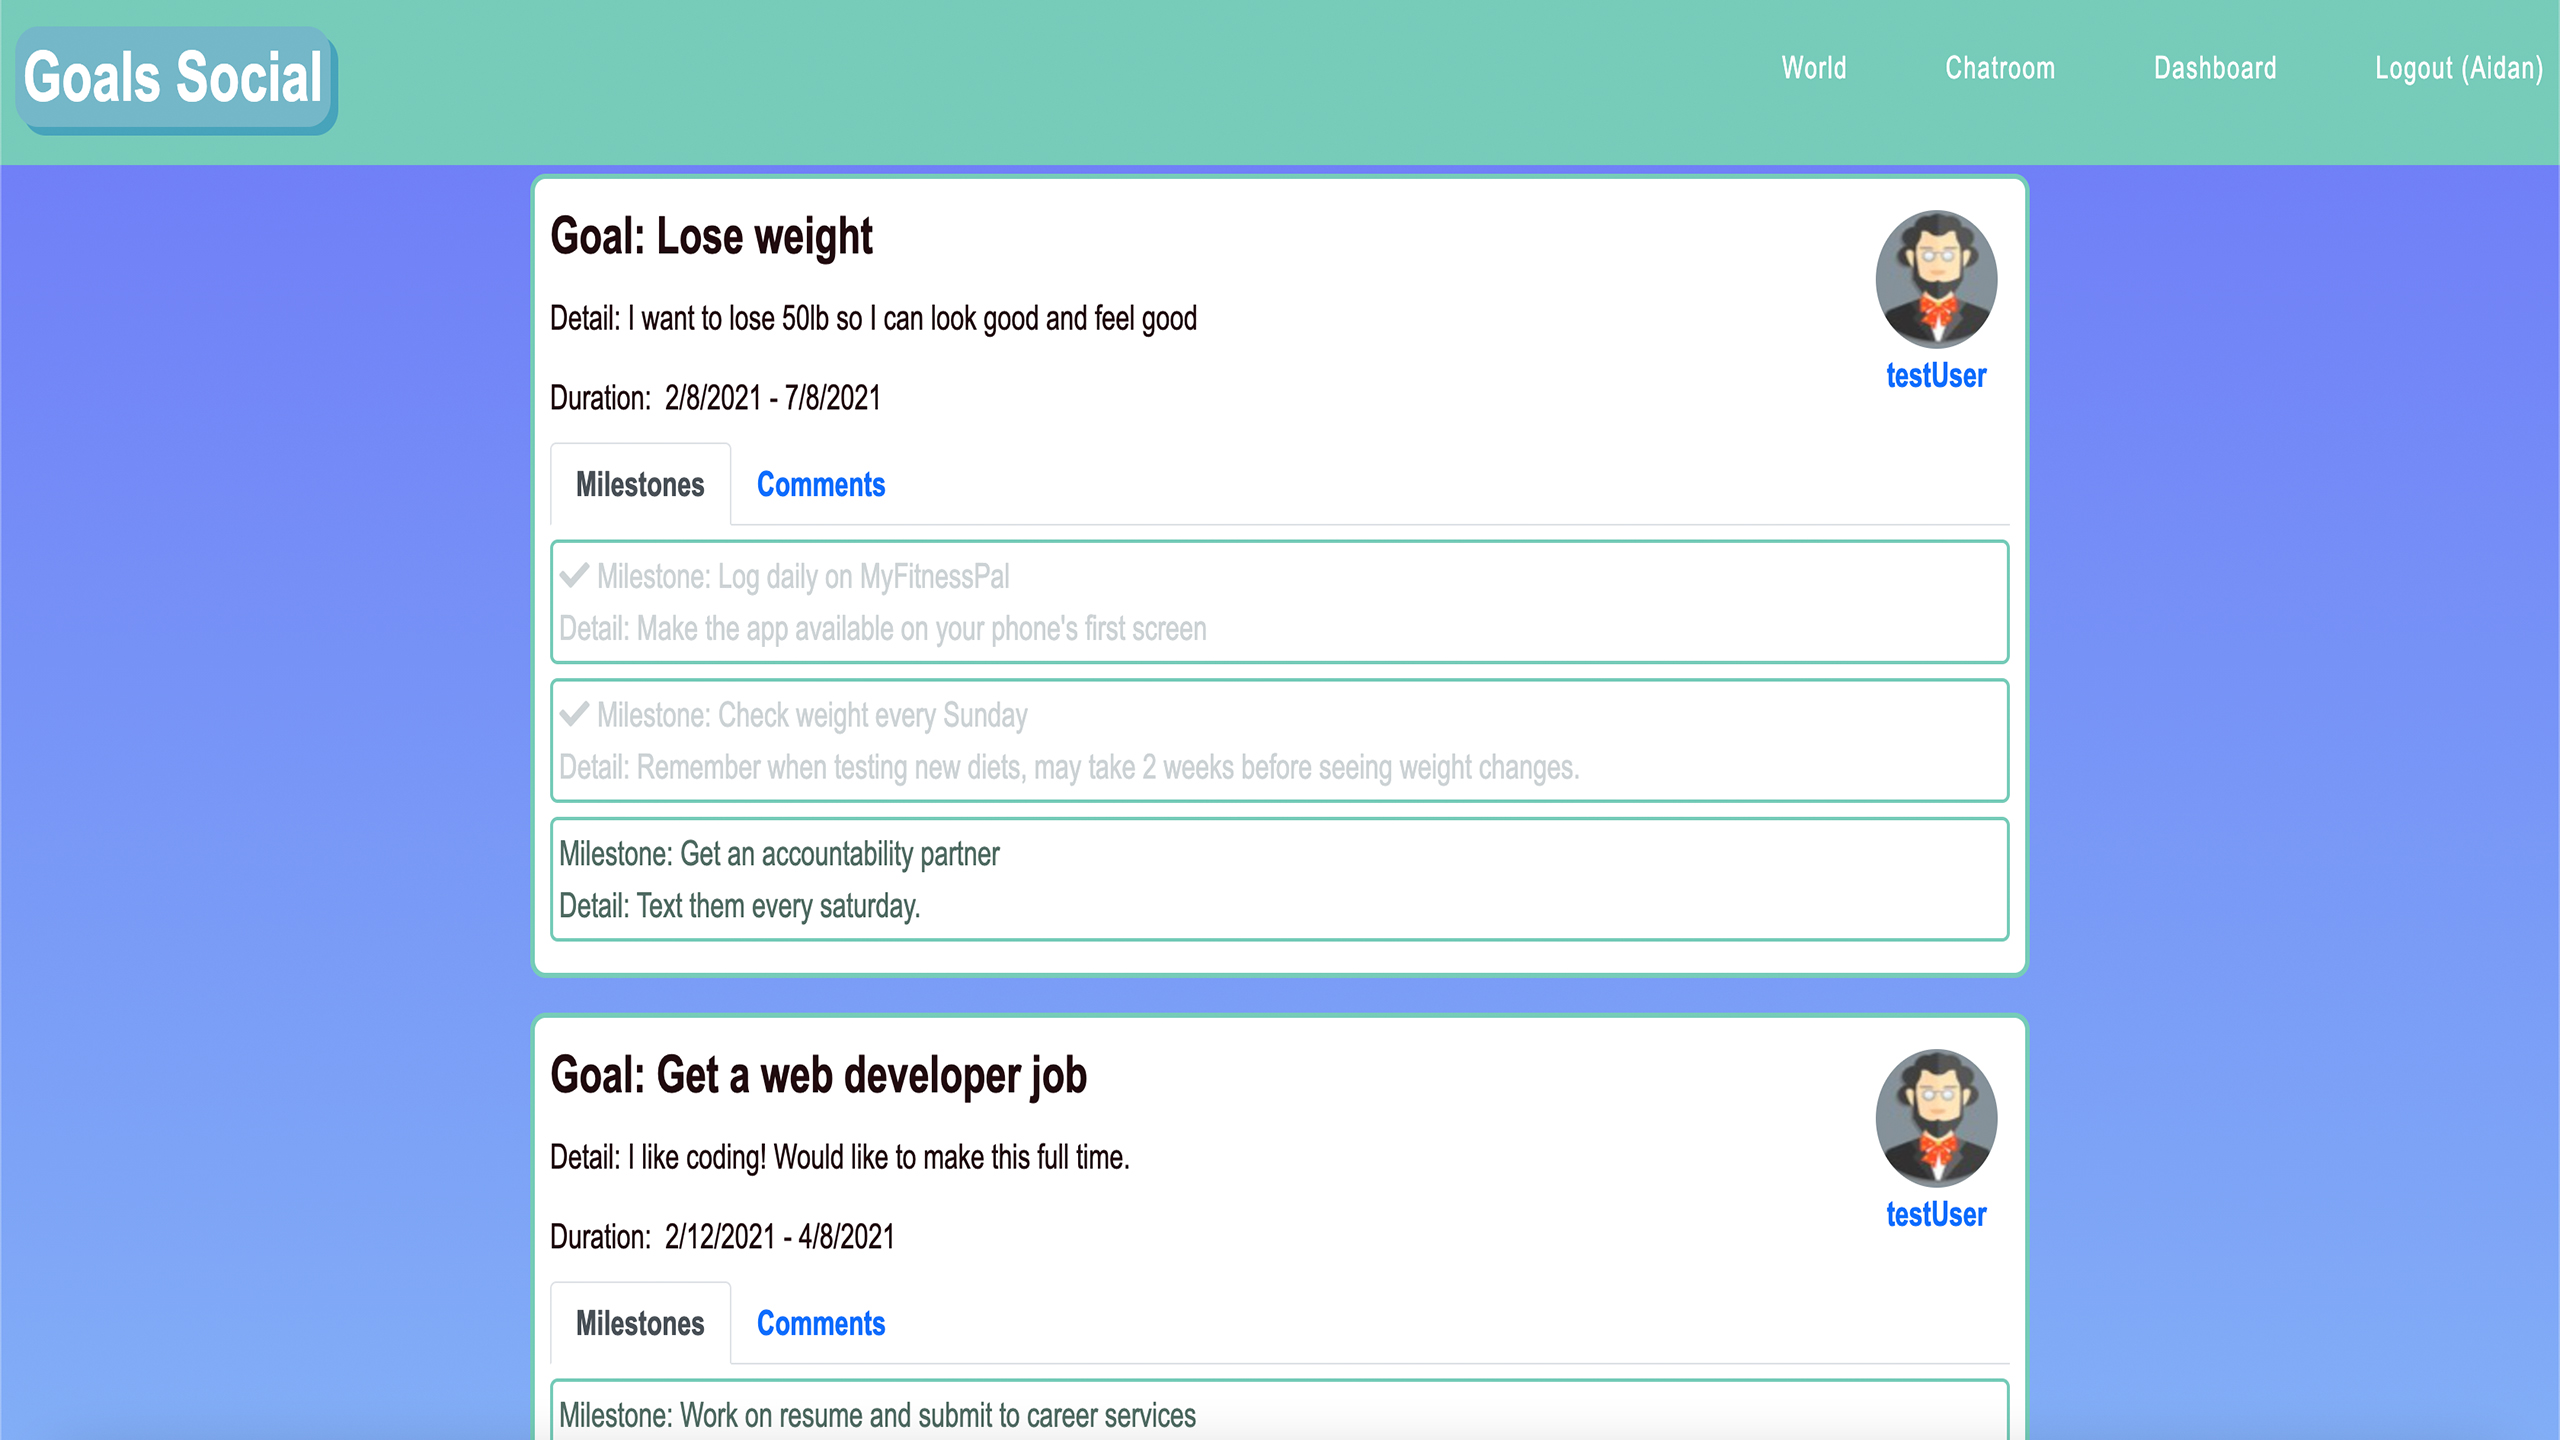 Goals Social
World
Chatroom
Dashboard
Logout (Aidan)
Goal: Lose weight
Detail: I want to lose 50lb so I can look good and feel good
testUser
Duration: 2/8/2021 - 7/8/2021
Milestones
Comments
Milestone: Log daily on MyFitnessPal
Detail: Make the app available on your phone's first screen
Milestone: Check weight every Sunday
Detail: Remember when testing new diets, may take 2 weeks before seeing weight changes.
Milestone: Get an accountability partner
Detail: Text them every saturday.
Goal: Get a web developer job
Detail: I like coding! Would like to make this full time.
testUser
Duration: 2/12/2021 - 4/8/2021
Milestones
Comments
Milestone: Work on resume and submit to career services